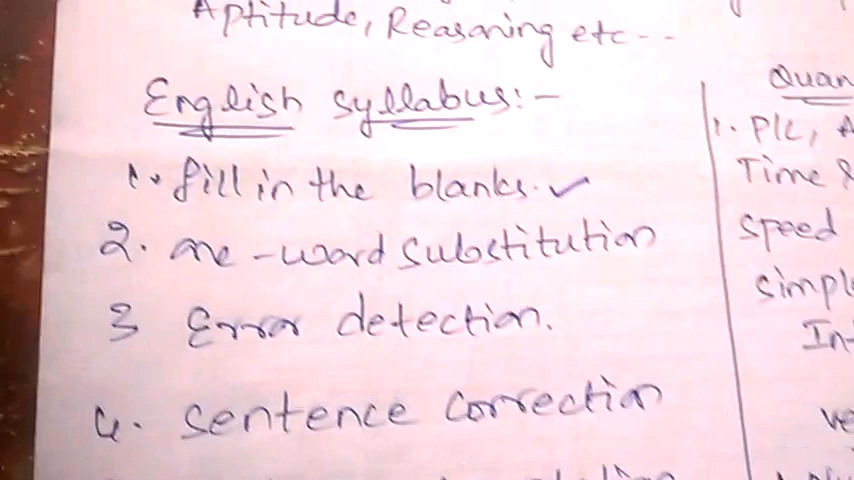 Aptitude, Reasoning etc--
English Syllabus:-
1. fill in the blanks.
2. one-word substitution
3 Error detection.
4. Sentence correction
1. P/L,
Time &
speed